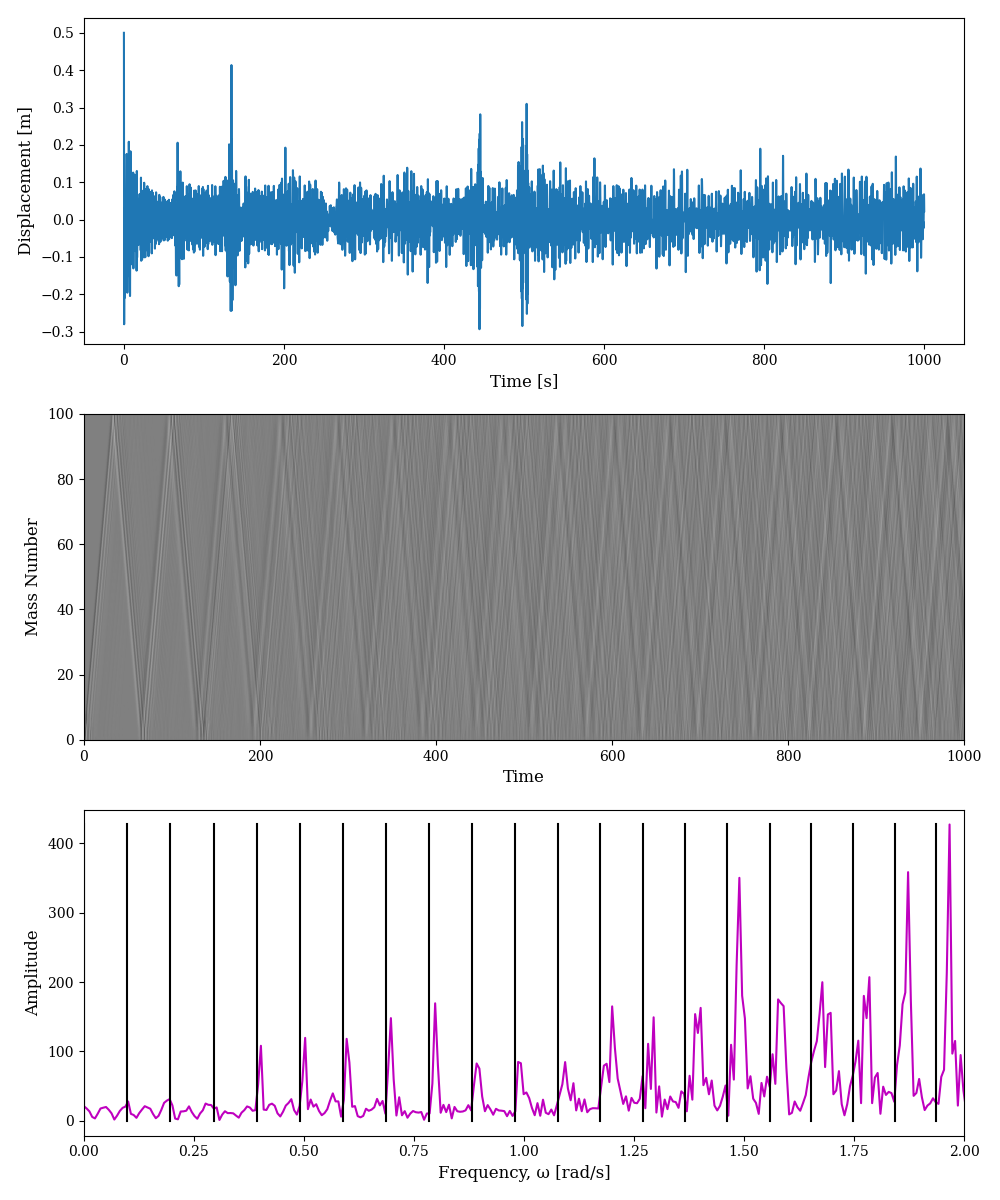 0.5
0.4
0.3
0.2
0.1
0.0
−0.1
−0.2
−0.3
Displacement [m]
0 200 400 600 800 1000
Time [s]
100
80
60
40
20
0
Mass Number
0 200 400 600 800 1000
Time
400
300
200
100
0
Amplitude
0.00 0.25 0.50 0.75 1.00 1.25 1.50 1.75 2.00
Frequency, ω [rad/s]